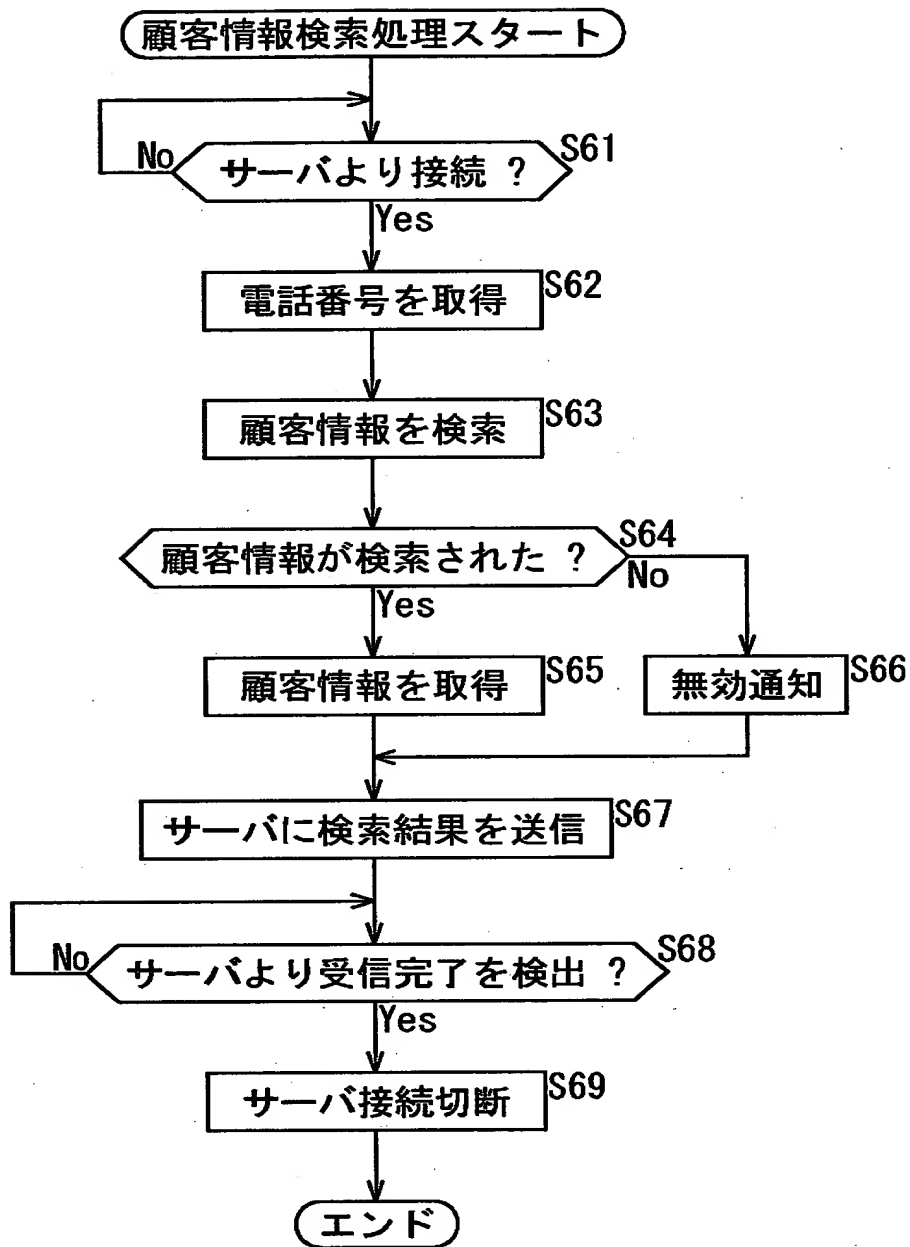 顧客情報検索処理スタート
No
サーバより接続 ?
S61
Yes
電話番号を取得
S62
顧客情報を検索
S63
顧客情報が検索された ?
S64
No
Yes
顧客情報を取得
S65
無効通知
S66
サーバに検索結果を送信
S67
No
サーバより受信完了を検出 ?
S68
Yes
サーバ接続切断
S69
エンド